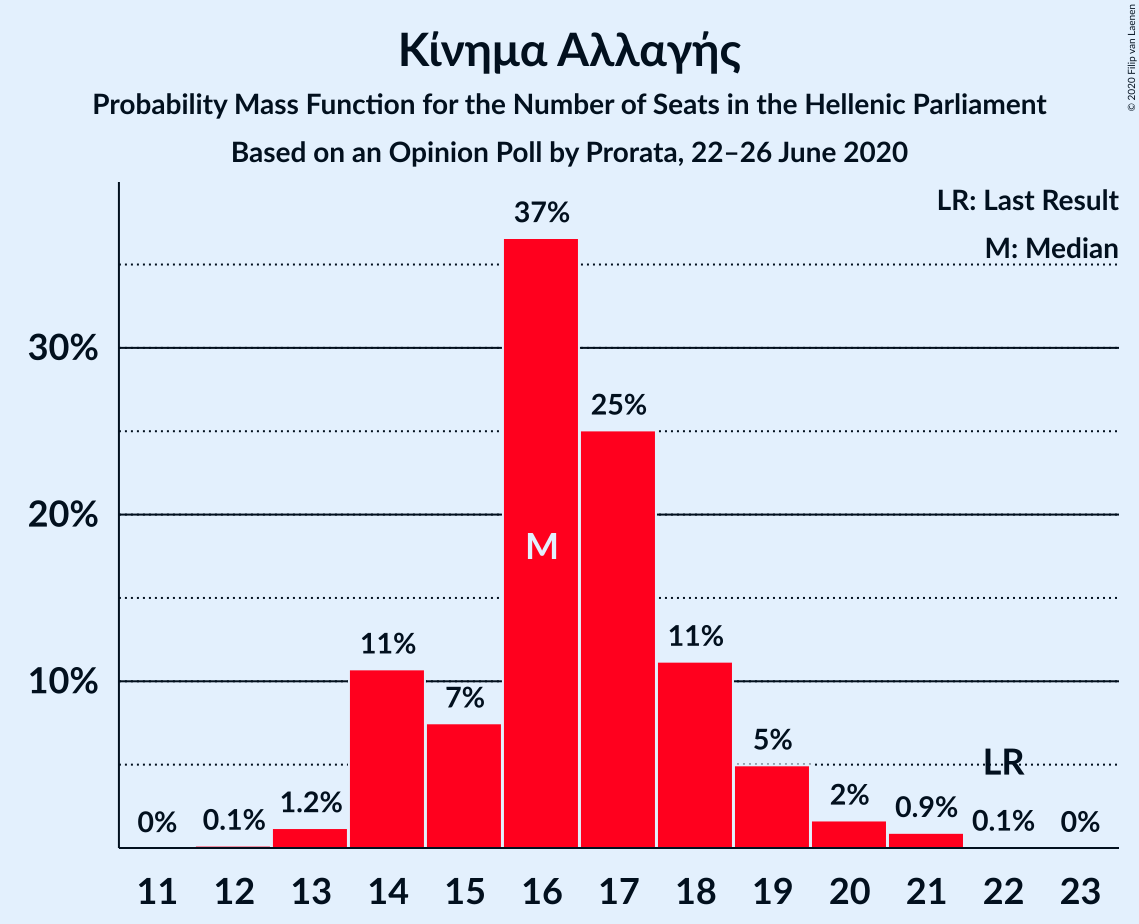 Κίνημα Αλλαγής
Probability Mass Function for the Number of Seats in the Hellenic Parliament
Based on an Opinion Poll by Prorata, 22–26 June 2020
© 2020 Filip van Laenen
LR: Last Result
M: Median
37%
30%
25%
20%
M
11%
11%
10%
7%
5%
LR
2%
1.2%
0.9%
0%
0.1%
0.1%
0%
11 12 13 14 15 16 17 18 19 20 21 22 23